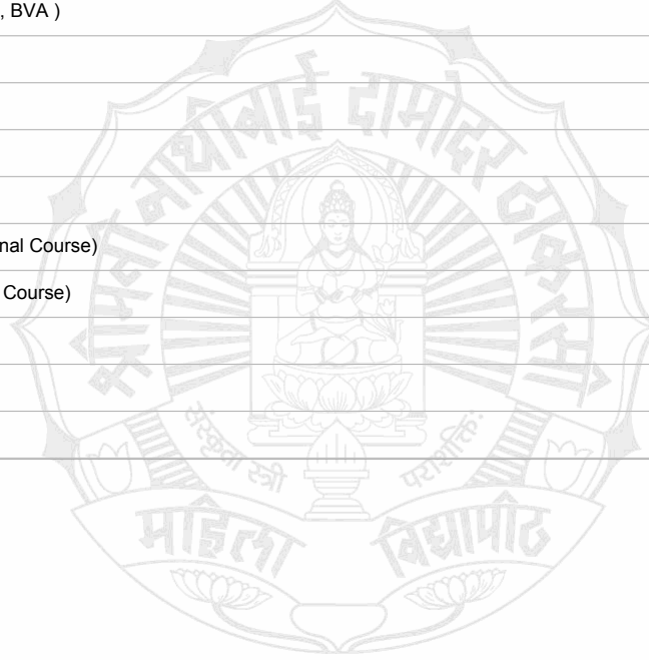 , BVA )
nal Course)
Course)
श्रीमती नाथीबाई दामोदर ठाकरसी
संस्कृता स्त्री पराशक्ति:
महिला विद्यापीठ